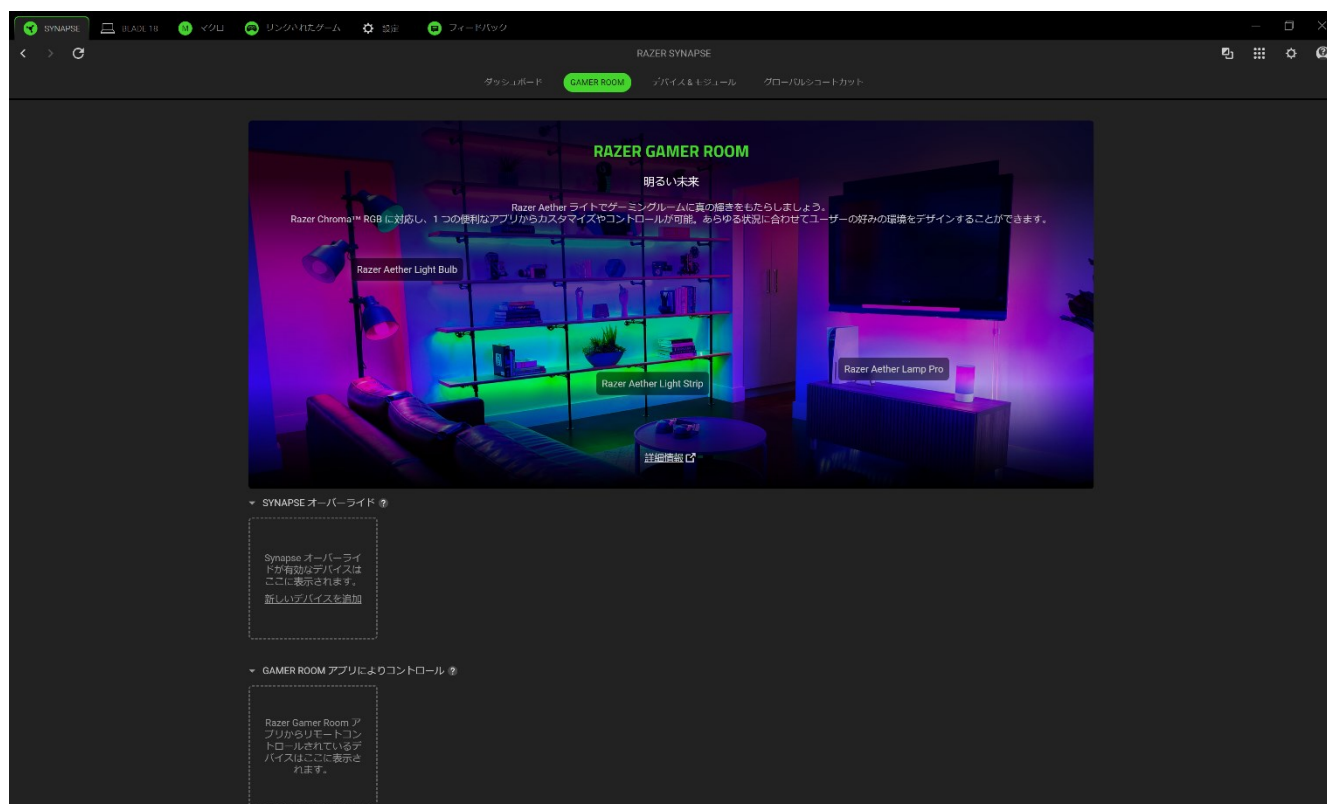 SYNAPSE
BLADE 18
マクロ
リンクされたゲーム
設定
フィードバック
RAZER SYNAPSE
ダッシュボード
GAMER ROOM
デバイス & モジュール
グローバルショートカット
RAZER GAMER ROOM
明るい未来
Razer Aether ライトでゲーミングルームに真の輝きをもたらしましょう。
Razer Chroma™ RGB に対応し、1 つの便利なアプリからカスタマイズやコントロールが可能。あらゆる状況に合わせてユーザーの好みの環境をデザインすることができます。
Razer Aether Light Bulb
Razer Aether Lamp Pro
Razer Aether Light Strip
詳細情報
SYNAPSE オーバーライド
Synapse オーバーライ
ドが有効なデバイスは
ここに表示されます。
新しいデバイスを追加
GAMER ROOM アプリによりコントロール
Razer Gamer Room ア
プリからリモートコン
トロールされているデ
バイスはここに表示さ
れます。